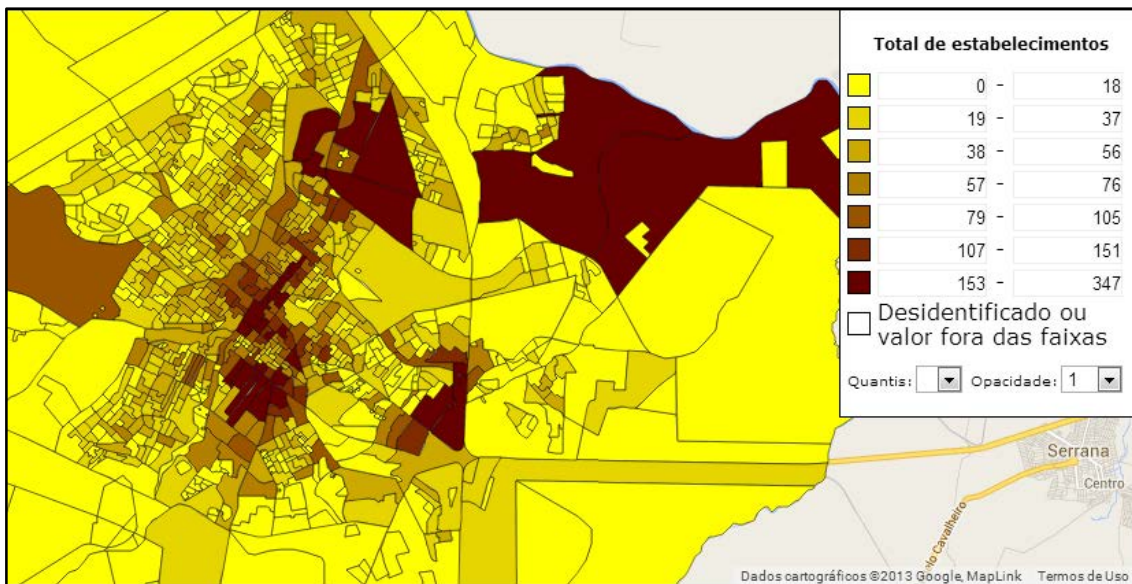 Total de estabelecimentos
0 - 18
19 - 37
38 - 56
57 - 76
79 - 105
107 - 151
153 - 347
Desidentificado ou
valor fora das faixas
Quantis: Opacidade: 1
Serrana
Centro
elo Cavalheiro
Dados cartográficos ©2013 Google, MapLink Termos de Uso